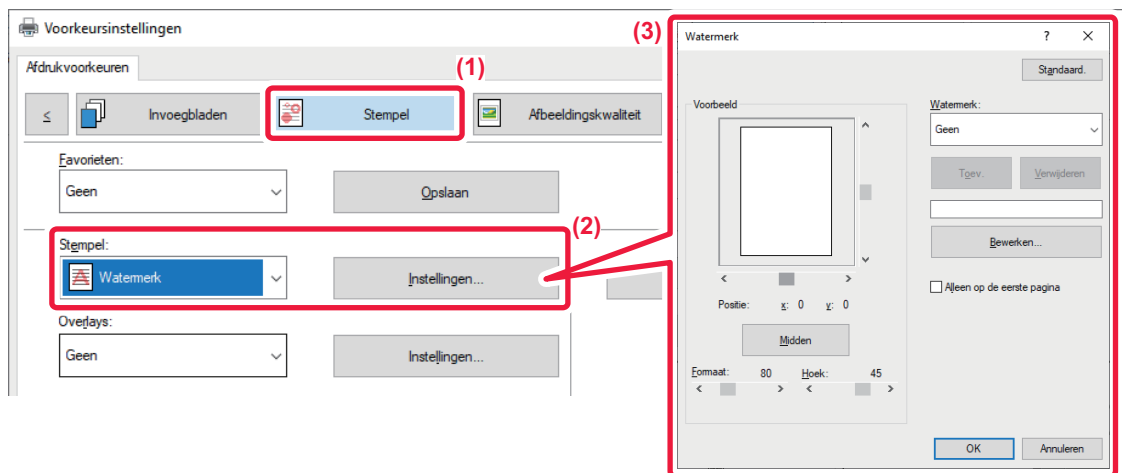 Voorkeursinstellingen
Afdrukvoorkeuren
(1)
<
Invoegbladen
Stempel
Afbeeldingskwaliteit
Favorieten:
Geen
Opslaan
(2)
Stempel:
Watermerk
Instellingen...
Overlays:
Geen
Instellingen...
(3)
Watermerk
?
Standaard.
Voorbeeld
Positie: x: 0 y: 0
Midden
Formaat: 80 Hoek: 45
Watermerk:
Geen
Toev.
Verwijderen
Bewerken...
Alleen op de eerste pagina
OK
Annuleren